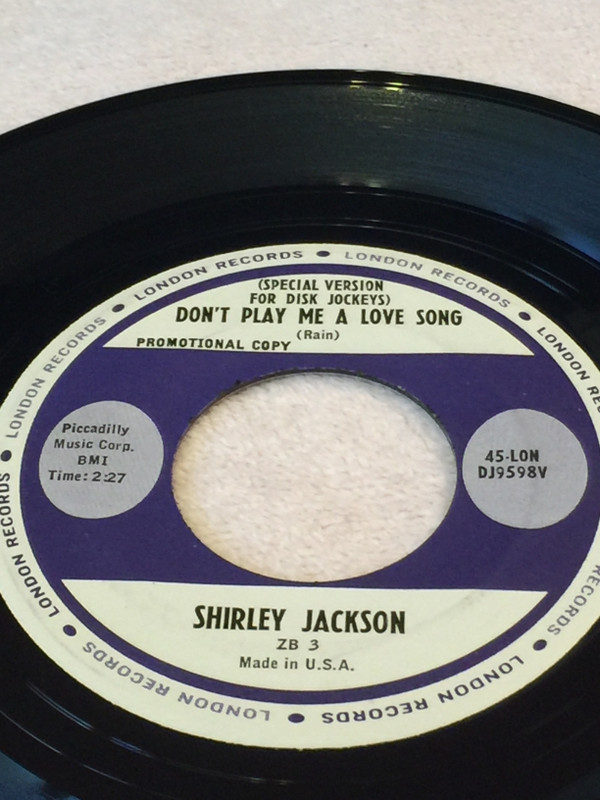 LONDON RECORDS ● LONDON RECORDS ● LONDON RECORDS ● LONDON RECORDS ● LONDON RECORDS ● LONDON RECORDS ● LONDON RECORDS ●
(SPECIAL VERSION
FOR DISK JOCKEYS)
DON'T PLAY ME A LOVE SONG
(Rain)
PROMOTIONAL COPY
Piccadilly
Music Corp.
BMI
Time: 2:27
45-LON
DJ9598V
SHIRLEY JACKSON
ZB 3
Made in U.S.A.